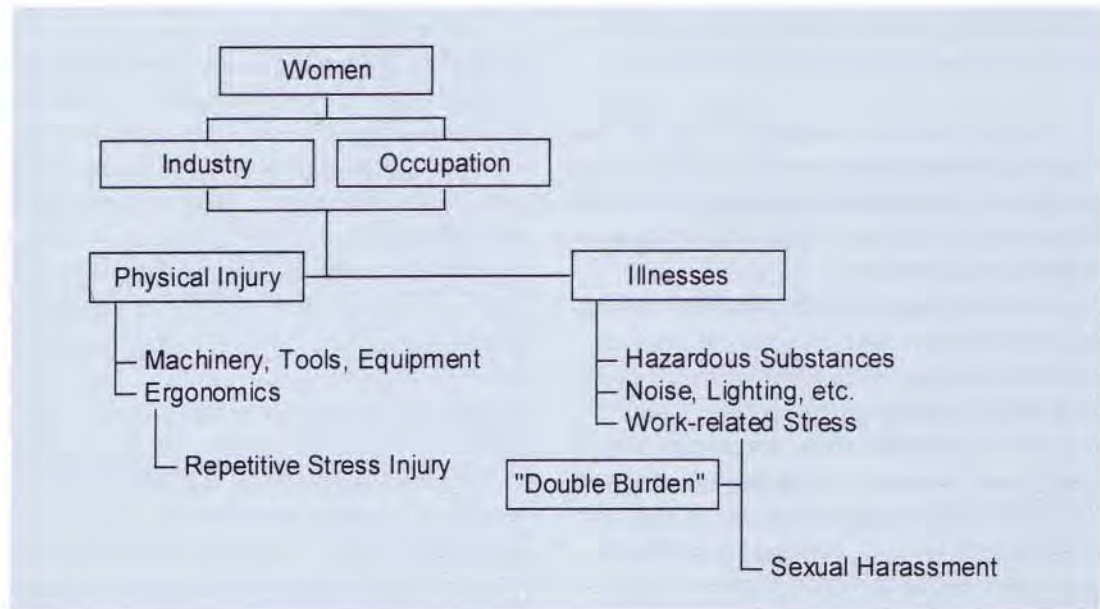 Women
Industry
Occupation
Physical Injury
Illnesses
Machinery, Tools, Equipment
Ergonomics
Repetitive Stress Injury
Hazardous Substances
Noise, Lighting, etc.
Work-related Stress
"Double Burden"
Sexual Harassment